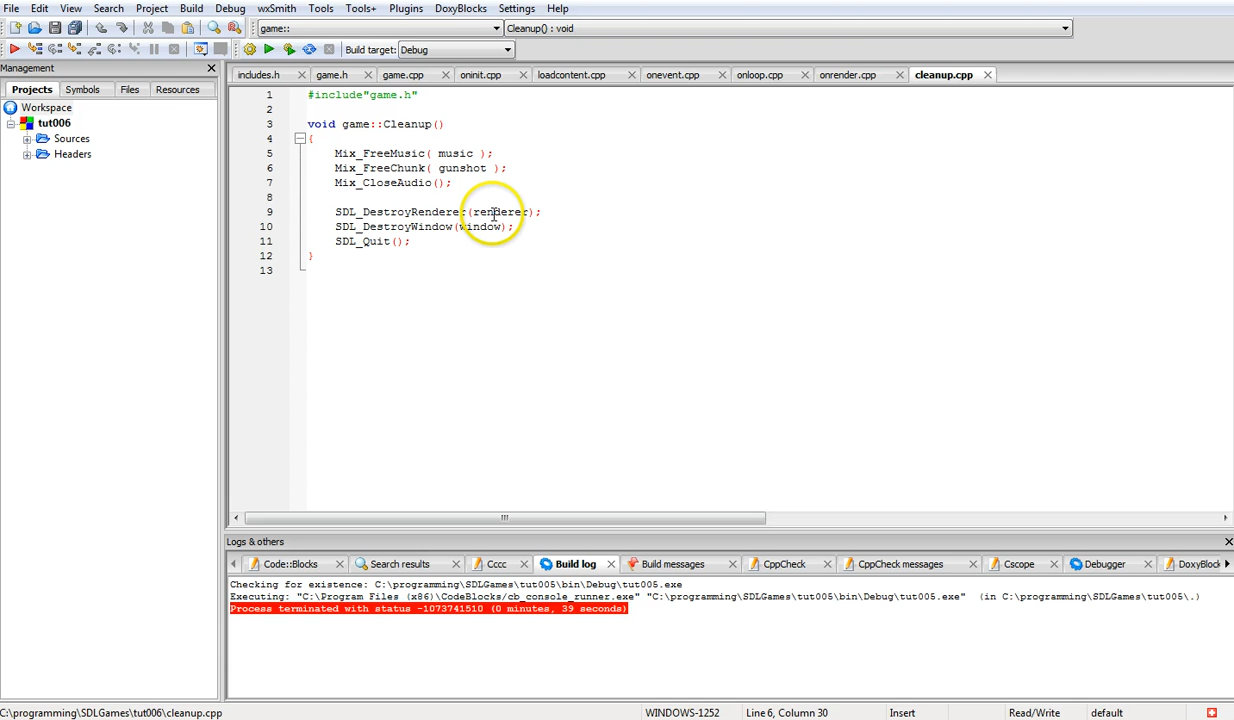 File Edit View Search Project Build Debug wxSmith Tools Tools+ Plugins DoxyBlocks Settings Help
game:: Cleanup() : void
Build target: Debug
Management
Projects Symbols Files Resources
includes.h game.h game.cpp oninit.cpp loadcontent.cpp onevent.cpp onloop.cpp onrender.cpp cleanup.cpp
Workspace
tut006
Sources
Headers
1 #include"game.h"
2
3 void game::Cleanup()
4 {
5 Mix_FreeMusic( music );
6 Mix_FreeChunk( gunshot );
7 Mix_CloseAudio();
8
9 SDL_DestroyRenderer(renderer);
10 SDL_DestroyWindow(window);
11 SDL_Quit();
12 }
13
Logs & others
Code::Blocks Search results Cccc Build log Build messages CppCheck CppCheck messages Cscope Debugger DoxyBlock
Checking for existence: C:\programming\SDLGames\tut005\bin\Debug\tut005.exe
Executing: "C:\Program Files (x86)\CodeBlocks/cb_console_runner.exe" "C:\programming\SDLGames\tut005\bin\Debug\tut005.exe" (in C:\programming\SDLGames\tut005\.)
Process terminated with status -1073741510 (0 minutes, 39 seconds)
C:\programming\SDLGames\tut006\cleanup.cpp WINDOWS-1252 Line 6, Column 30 Insert Read/Write default